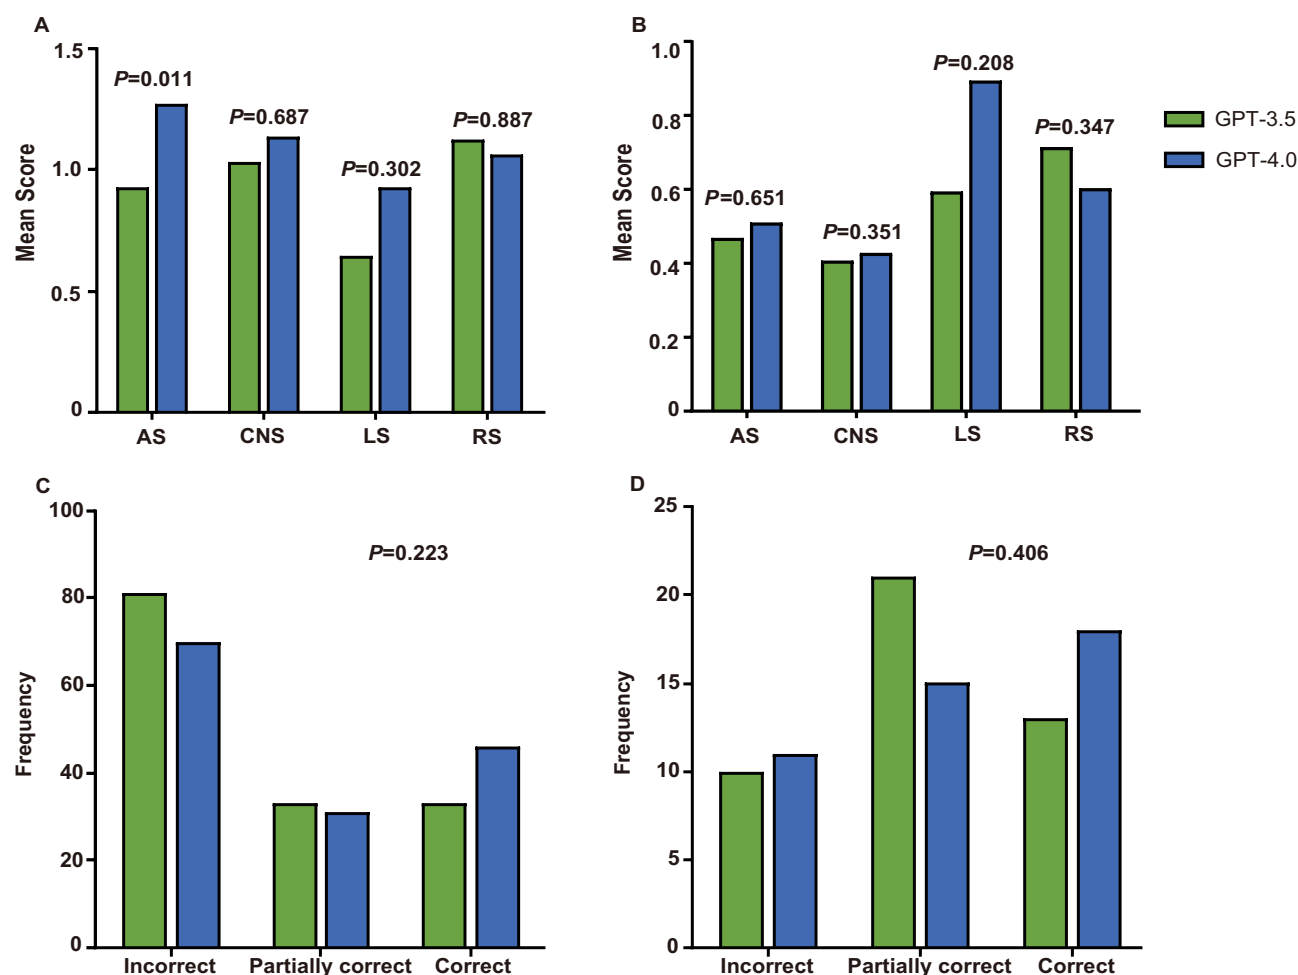 A
1.5
1.0
0.5
0
Mean Score
P=0.011
P=0.687
P=0.302
P=0.887
AS
CNS
LS
RS
B
1.0
0.8
0.6
0.4
0.2
0
Mean Score
P=0.651
P=0.351
P=0.208
P=0.347
AS
CNS
LS
RS
GPT-3.5
GPT-4.0
C
100
80
60
40
20
0
Frequency
P=0.223
Incorrect
Partially correct
Correct
D
25
20
15
10
5
0
Frequency
P=0.406
Incorrect
Partially correct
Correct